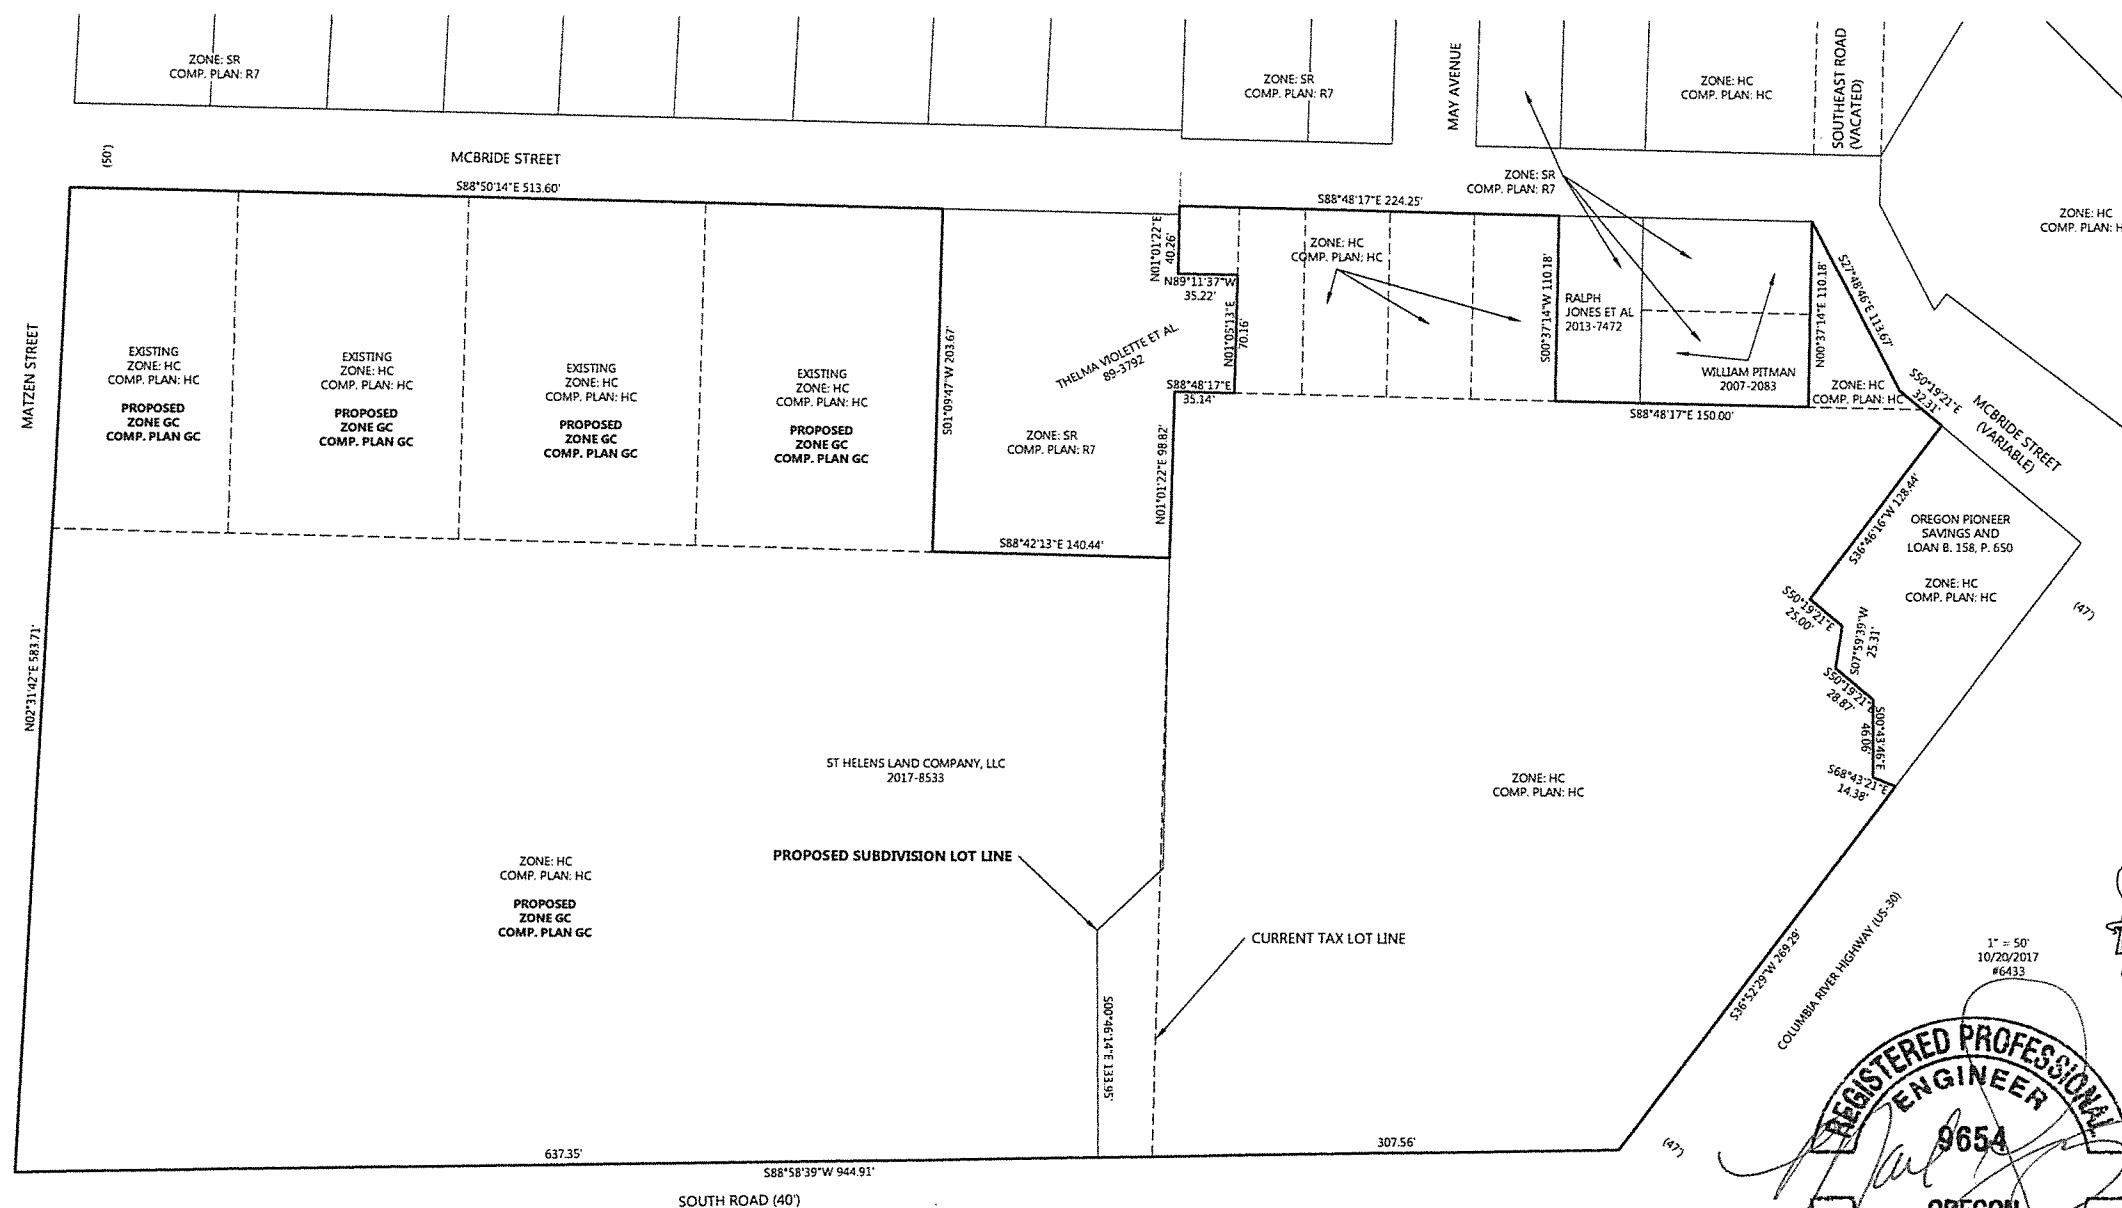 ZONE: SR
COMP. PLAN: R7
ZONE: SR
COMP. PLAN: R7
MAY AVENUE
ZONE: HC
COMP. PLAN: HC
SOUTHEAST ROAD
(VACATED)
(50')
MCBRIDE STREET
S88°50'14"E 513.60'
ZONE: SR
COMP. PLAN: R7
S88°48'17"E 224.25'
ZONE: HC
COMP. PLAN: H
N01°01'22"E
40.26'
N89°11'37"W
35.22'
N01°05'13"E
70.16'
S88°48'17"E
35.14'
ZONE: HC
COMP. PLAN: HC
S00°37'14"W 110.18'
RALPH
JONES ET AL
2013-7472
WILLIAM PITMAN
2007-2083
N00°37'14"E 110.18'
S27°48'46"E 113.67'
ZONE: HC
COMP. PLAN: HC
S50°19'21"E
32.31'
MCBRIDE STREET
(VARIABLE)
S88°48'17"E 150.00'
MATZEN STREET
EXISTING
ZONE: HC
COMP. PLAN: HC
PROPOSED
ZONE GC
COMP. PLAN GC
EXISTING
ZONE: HC
COMP. PLAN: HC
PROPOSED
ZONE GC
COMP. PLAN GC
EXISTING
ZONE: HC
COMP. PLAN: HC
PROPOSED
ZONE GC
COMP. PLAN GC
EXISTING
ZONE: HC
COMP. PLAN: HC
PROPOSED
ZONE GC
COMP. PLAN GC
S01°09'47"W 203.67'
THELMA VIOLETTE ET AL
89-3792
ZONE: SR
COMP. PLAN: R7
N01°01'22"E 98.82'
S88°42'13"E 140.44'
S36°46'16"W 128.44'
OREGON PIONEER
SAVINGS AND
LOAN B. 158, P. 650
ZONE: HC
COMP. PLAN: HC
(47')
S50°19'21"E
25.00'
S07°59'39"W
25.31'
S50°19'21"E
28.87'
S00°43'46"E
46.06'
S68°43'21"E
14.38'
N02°31'42"E 583.71'
ST HELENS LAND COMPANY, LLC
2017-8533
ZONE: HC
COMP. PLAN: HC
PROPOSED SUBDIVISION LOT LINE
ZONE: HC
COMP. PLAN: HC
PROPOSED
ZONE GC
COMP. PLAN GC
CURRENT TAX LOT LINE
S00°46'14"E 133.95'
S36°52'29"W 269.29'
COLUMBIA RIVER HIGHWAY (US-30)
1" = 50'
10/20/2017
#6433
REGISTERED PROFESSIONAL
ENGINEER
9654
OREGON
(47')
637.35'
307.56'
S88°58'39"W 944.91'
SOUTH ROAD (40')